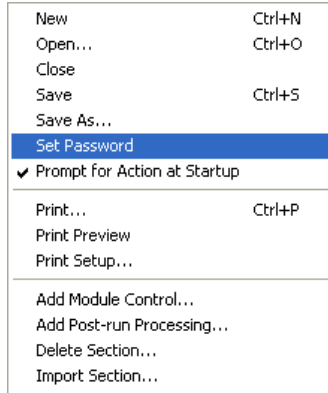 New Ctrl+N
Open... Ctrl+O
Close
Save Ctrl+S
Save As...
Set Password
Prompt for Action at Startup
Print... Ctrl+P
Print Preview
Print Setup...
Add Module Control...
Add Post-run Processing...
Delete Section...
Import Section...